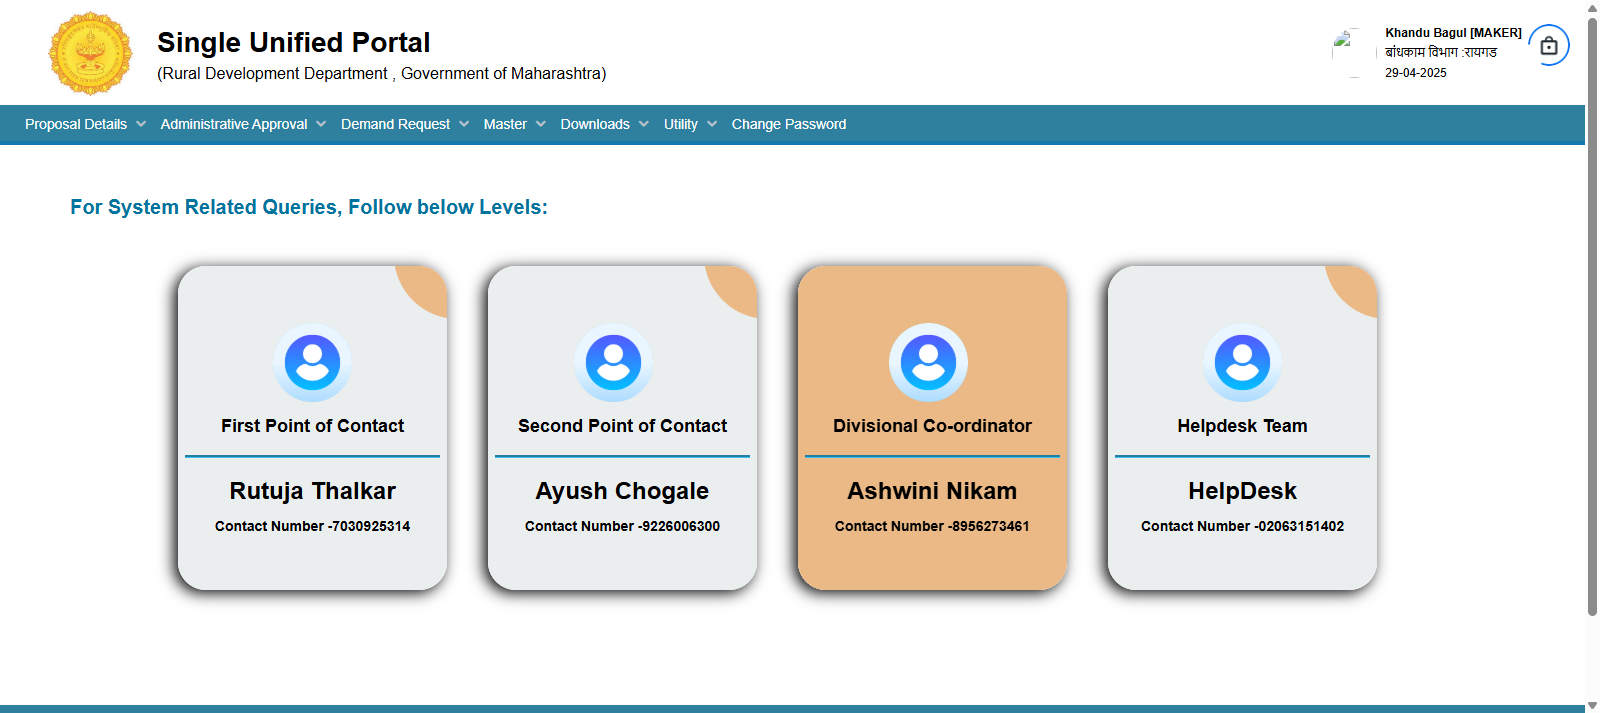 Single Unified Portal
(Rural Development Department , Government of Maharashtra)
Khandu Bagul [MAKER]
बांधकाम विभाग :रायगड
29-04-2025
Proposal Details Administrative Approval Demand Request Master Downloads Utility Change Password
For System Related Queries, Follow below Levels:
First Point of Contact
Rutuja Thalkar
Contact Number -7030925314
Second Point of Contact
Ayush Chogale
Contact Number -9226006300
Divisional Co-ordinator
Ashwini Nikam
Contact Number -8956273461
Helpdesk Team
HelpDesk
Contact Number -02063151402